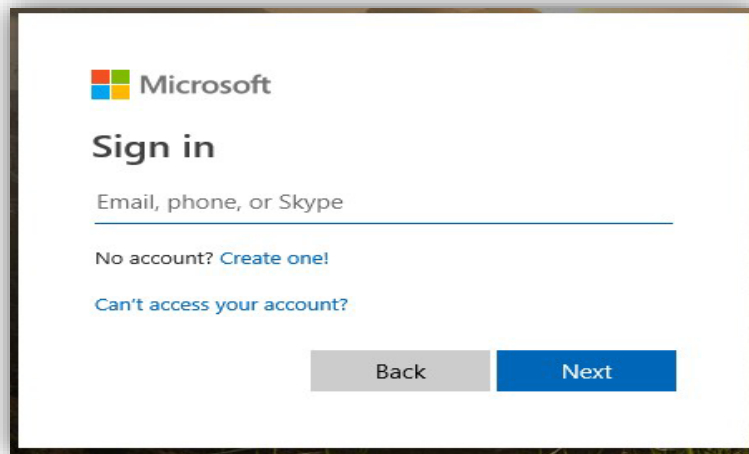 Microsoft
Sign in
Email, phone, or Skype
No account? Create one!
Can't access your account?
Back Next